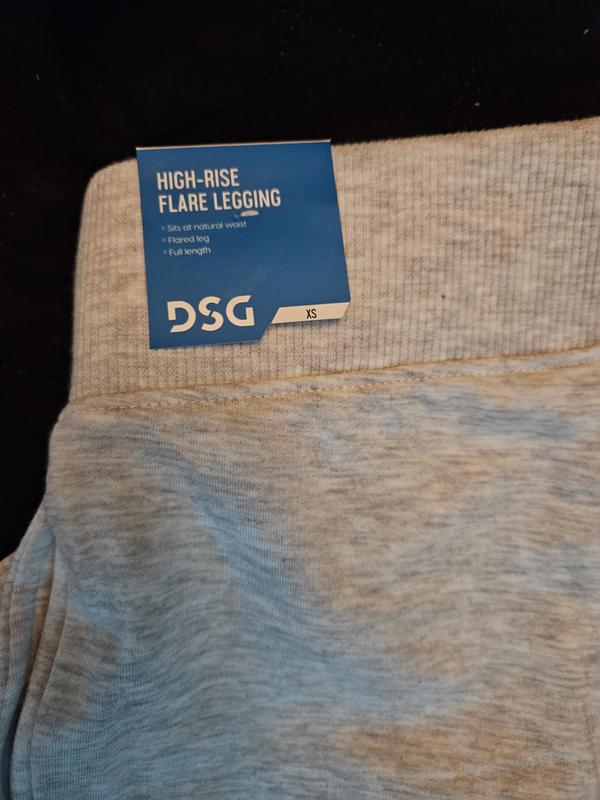 HIGH-RISE
FLARE LEGGING
» Sits at natural waist
» Flared leg
» Full length
DSG
XS